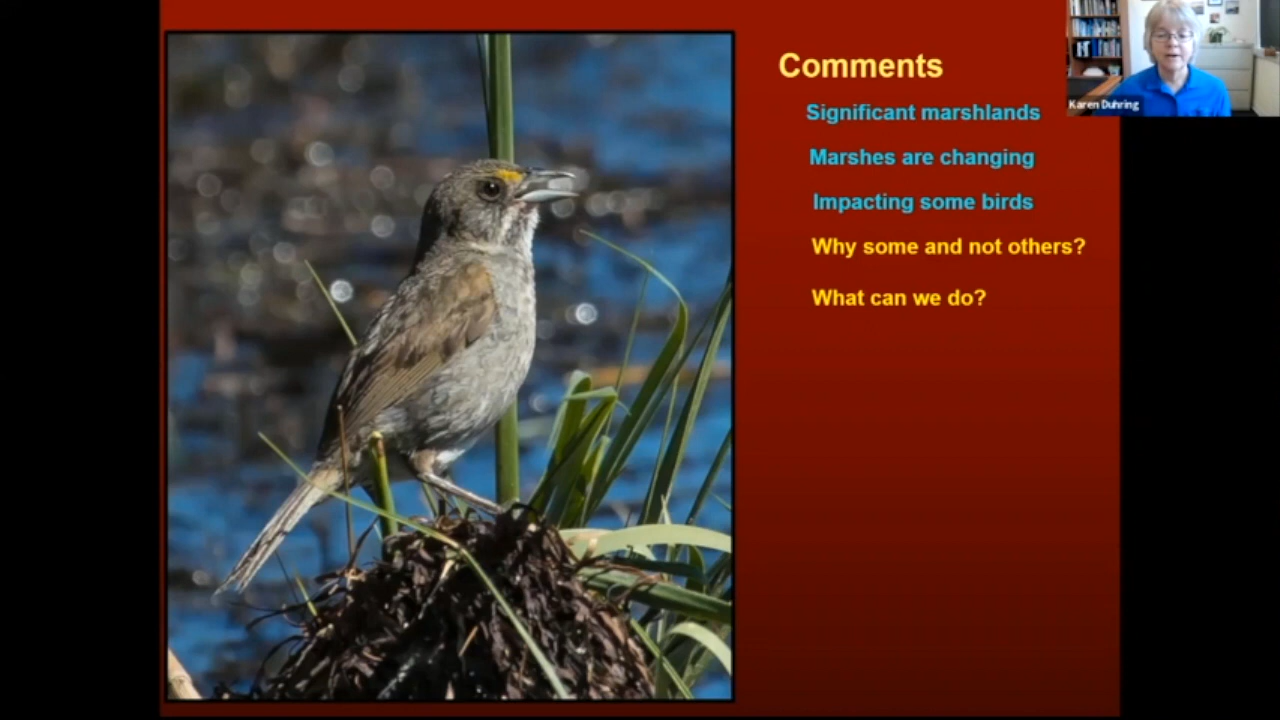 Comments
Karen Duhring
Significant marshlands
Marshes are changing
Impacting some birds
Why some and not others?
What can we do?